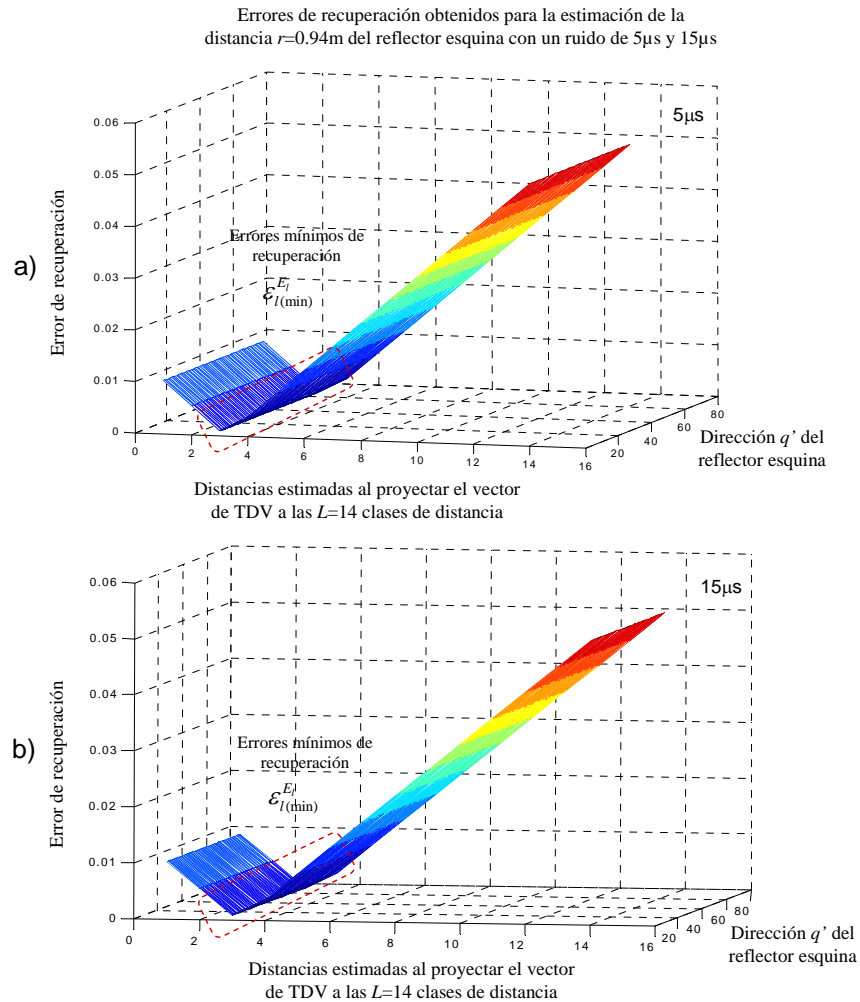 Errores de recuperación obtenidos para la estimación de la
distancia r=0.94m del reflector esquina con un ruido de 5µs y 15µs
a)
5µs
Error de recuperación
0.06
0.05
0.04
0.03
0.02
0.01
0
Errores mínimos de
recuperación
ε_{l(min)}^{E_l}
0
2
4
6
8
10
12
14
16
20
40
60
80
Dirección q' del
reflector esquina
Distancias estimadas al proyectar el vector
de TDV a las L=14 clases de distancia
b)
15µs
Error de recuperación
0.06
0.05
0.04
0.03
0.02
0.01
0
Errores mínimos de
recuperación
ε_{l(min)}^{E_l}
0
2
4
6
8
10
12
14
16
20
40
60
80
Dirección q' del
reflector esquina
Distancias estimadas al proyectar el vector
de TDV a las L=14 clases de distancia